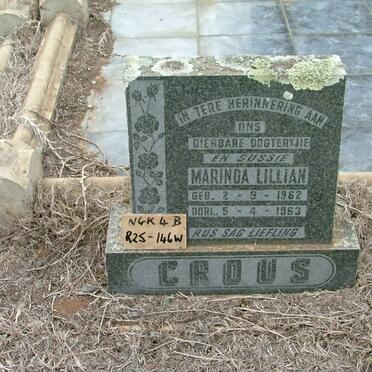 IN TERE HERINNERING AAN
ONS
DIERBARE DOGTERTJIE
EN SUSSIE
MARINDA LILLIAN
GEB. 2 - 9 - 1962
OORL. 5 - 4 - 1963
RUS SAG LIEFLING
NGK 4 B
R25-146W
CROUS